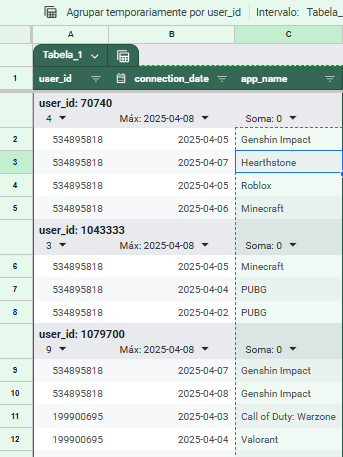 Agrupar temporariamente por user_id Intervalo: Tabela_
A B C
Tabela_1
1 user_id connection_date app_name
user_id: 70740
4 Máx: 2025-04-08 Soma: 0
2 534895818 2025-04-05 Genshin Impact
3 534895818 2025-04-07 Hearthstone
4 534895818 2025-04-05 Roblox
5 534895818 2025-04-06 Minecraft
user_id: 1043333
3 Máx: 2025-04-08 Soma: 0
6 534895818 2025-04-05 Minecraft
7 534895818 2025-04-04 PUBG
8 534895818 2025-04-02 PUBG
user_id: 1079700
9 Máx: 2025-04-08 Soma: 0
9 534895818 2025-04-07 Genshin Impact
10 534895818 2025-04-08 Genshin Impact
11 199900695 2025-04-03 Call of Duty: Warzone
12 199900695 2025-04-04 Valorant